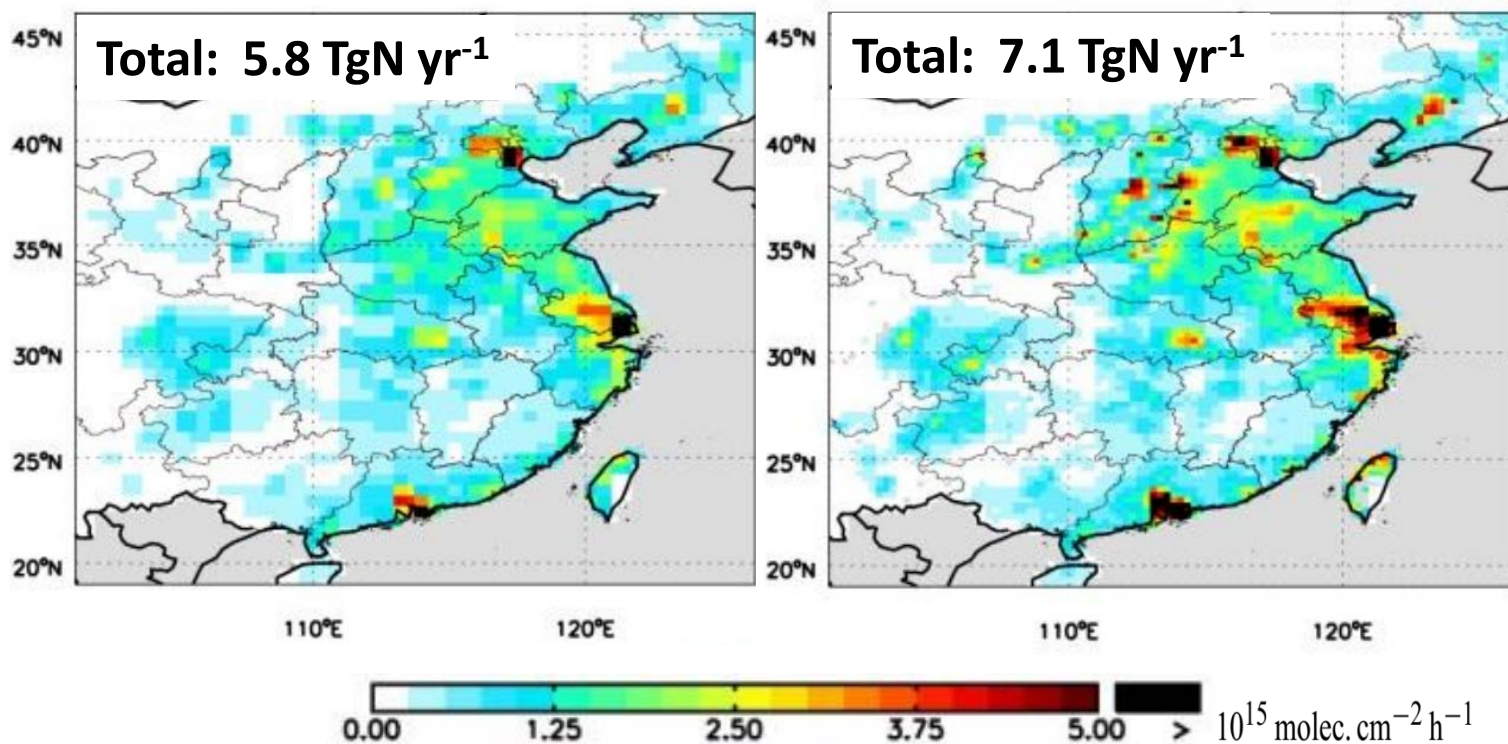 Total: 5.8 TgN yr⁻¹
Total: 7.1 TgN yr⁻¹
45°N
40°N
35°N
30°N
25°N
20°N
45°N
40°N
35°N
30°N
25°N
20°N
110°E 120°E
110°E 120°E
0.00 1.25 2.50 3.75 5.00 > 10¹⁵ molec. cm⁻² h⁻¹